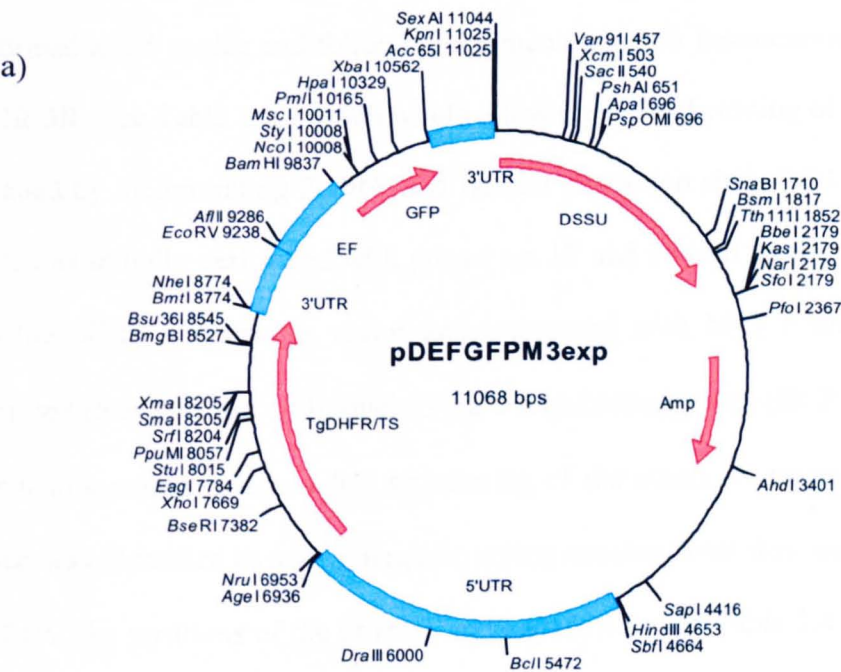 a)
SexAI 11044
KpnI 11025
Acc65I 11025
XbaI 10562
HpaI 10329
PmlI 10165
MscI 10011
StyI 10008
NcoI 10008
BamHI 9837
AflII 9286
EcoRV 9238
NheI 8774
BmtI 8774
Bsu36I 8545
BmgBI 8527
XmaI 8205
SmaI 8205
SrfI 8204
PpuMI 8057
StuI 8015
EagI 7784
XhoI 7669
BseRI 7382
NruI 6953
AgeI 6936
DraIII 6000
BclI 5472
SbfI 4664
HindIII 4653
SapI 4416
AhdI 3401
PfoI 2367
SfoI 2179
NarI 2179
KasI 2179
BbeI 2179
Tth111I 1852
BsmI 1817
SnaBI 1710
PspOMI 696
ApaI 696
PshAI 651
SacII 540
XcmI 503
Van91I 457
3'UTR
DSSU
GFP
EF
3'UTR
pDEFGFPM3exp
11068 bps
Amp
TgDHFR/TS
5'UTR